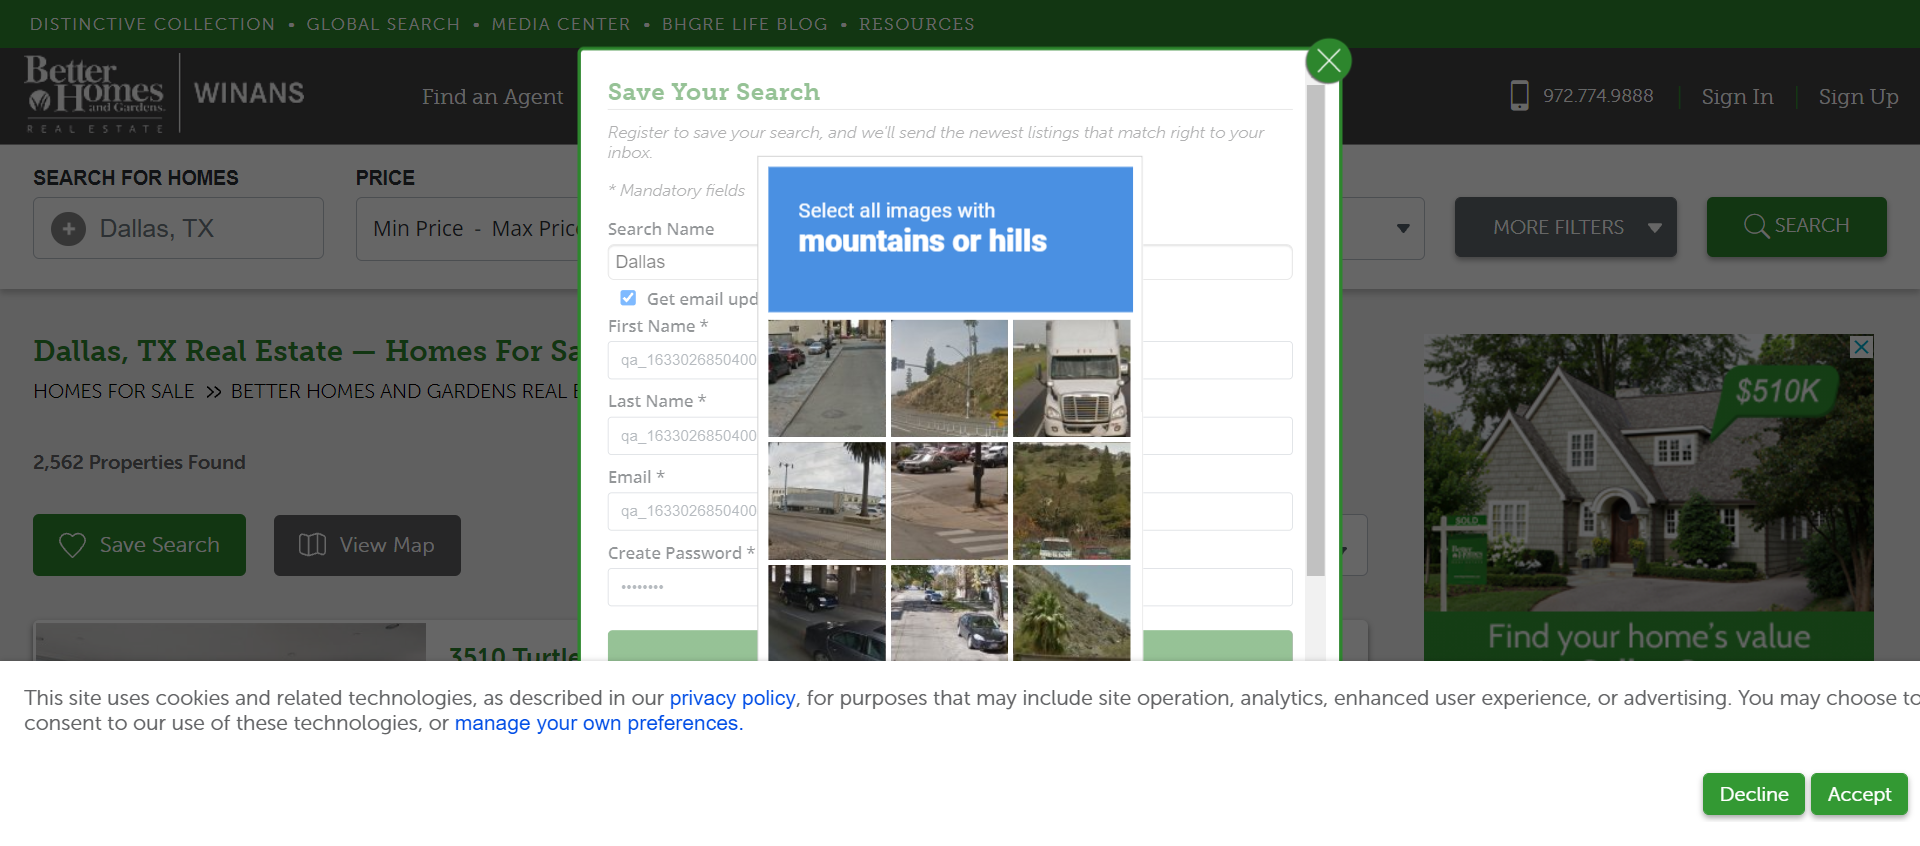 DISTINCTIVE COLLECTION • GLOBAL SEARCH • MEDIA CENTER • BHGRE LIFE BLOG • RESOURCES
Better
Homes
and Gardens
REAL ESTATE
WINANS
Find an Agent
972.774.9888
Sign In
Sign Up
SEARCH FOR HOMES
Dallas, TX
PRICE
Min Price - Max Pric
MORE FILTERS
SEARCH
Save Your Search
Register to save your search, and we'll send the newest listings that match right to your
inbox.
* Mandatory fields
Search Name
Dallas
Get email upd
First Name *
qa_1633026850400
Last Name *
qa_1633026850400
Email *
qa_1633026850400
Create Password *
••••••••
Select all images with
mountains or hills
Dallas, TX Real Estate — Homes For Sa
HOMES FOR SALE » BETTER HOMES AND GARDENS REAL E
2,562 Properties Found
Save Search
View Map
3510 Turtle
$510K
SOLD
Find your home's value
This site uses cookies and related technologies, as described in our privacy policy, for purposes that may include site operation, analytics, enhanced user experience, or advertising. You may choose to
consent to our use of these technologies, or manage your own preferences.
Decline
Accept